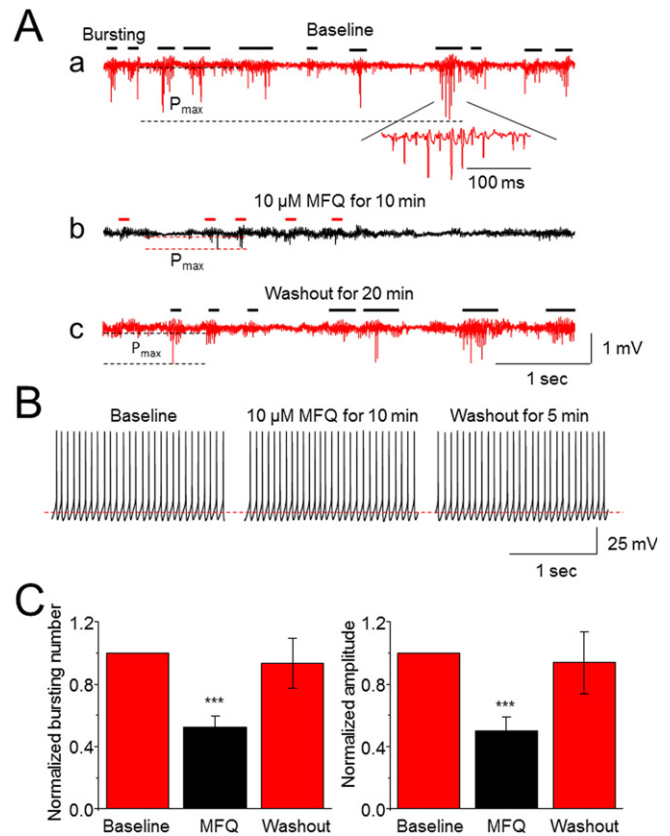 A
Bursting
Baseline
a
Pmax
100 ms
10 µM MFQ for 10 min
b
Pmax
Washout for 20 min
c
Pmax
1 mV
1 sec
B
Baseline
10 µM MFQ for 10 min
Washout for 5 min
25 mV
1 sec
C
Normalized bursting number
1.2
0.8
0.4
0.0
***
Baseline
MFQ
Washout
Normalized amplitude
1.2
0.8
0.4
0.0
***
Baseline
MFQ
Washout